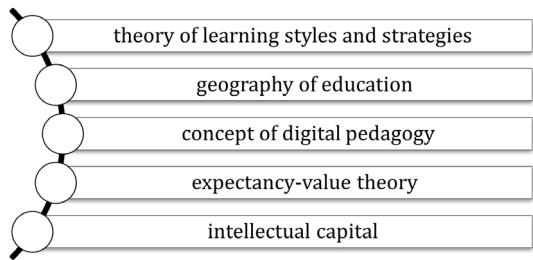 theory of learning styles and strategies
geography of education
concept of digital pedagogy
expectancy-value theory
intellectual capital